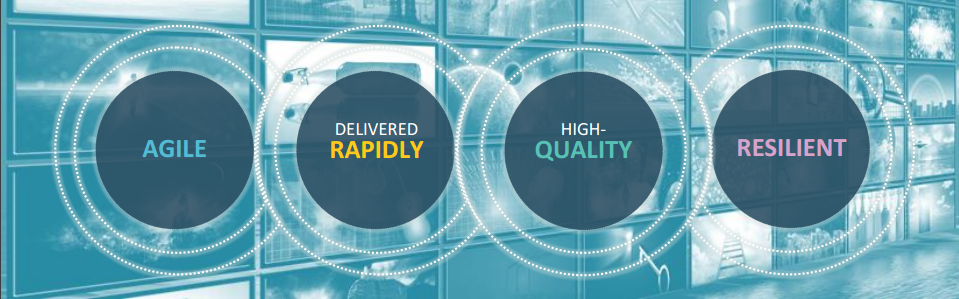 AGILE
DELIVERED
RAPIDLY
HIGH-
QUALITY
RESILIENT